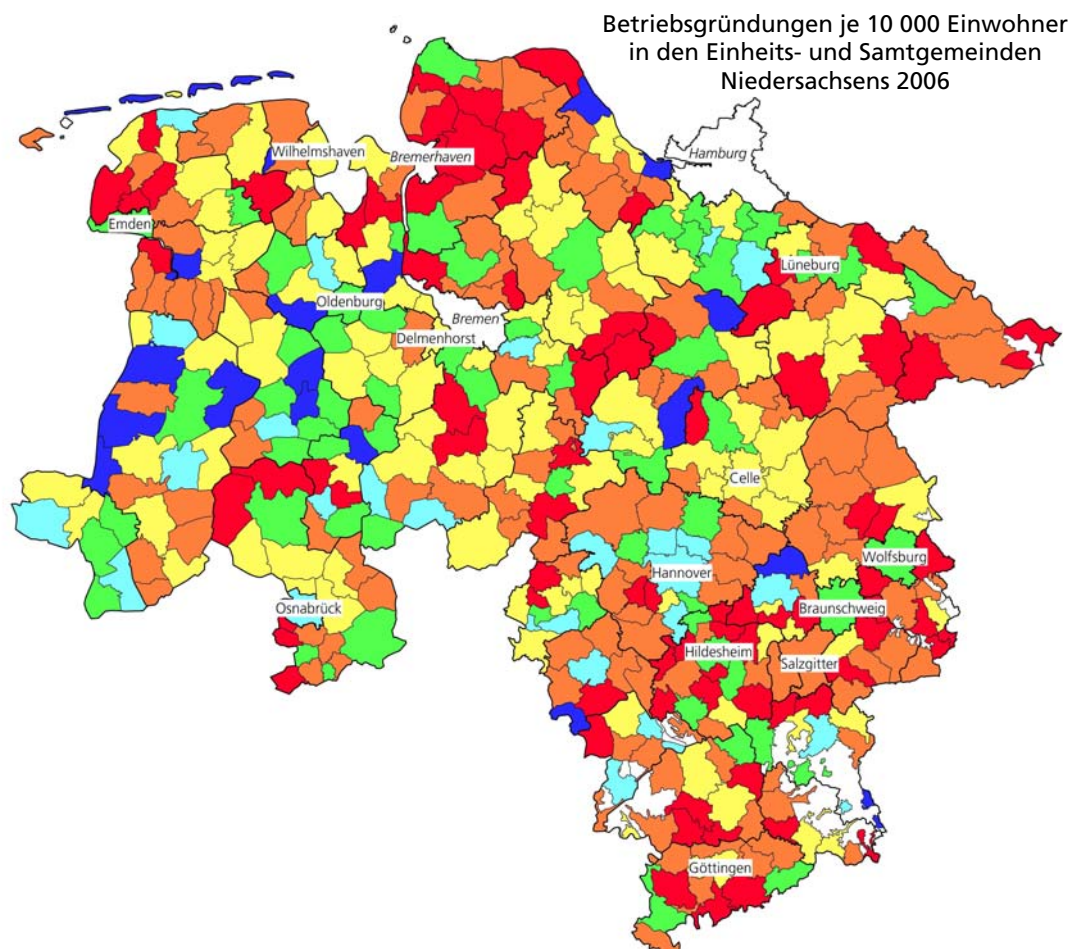 Betriebsgründungen je 10 000 Einwohner
in den Einheits- und Samtgemeinden
Niedersachsens 2006
Hamburg
Wilhelmshaven
Bremerhaven
Emden
Lüneburg
Oldenburg
Bremen
Delmenhorst
Celle
Wolfsburg
Hannover
Osnabrück
Braunschweig
Hildesheim
Salzgitter
Göttingen